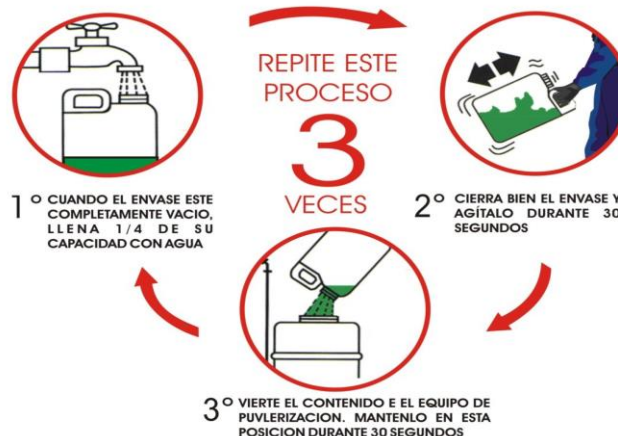 REPITE ESTE
PROCESO
3
VECES
1º CUANDO EL ENVASE ESTE
COMPLETAMENTE VACIO,
LLENA 1/4 DE SU
CAPACIDAD CON AGUA
2º CIERRA BIEN EL ENVASE Y
AGÍTALO DURANTE 30
SEGUNDOS
3º VIERTE EL CONTENIDO E EL EQUIPO DE
PUVLERIZACION. MANTENLO EN ESTA
POSICION DURANTE 30 SEGUNDOS